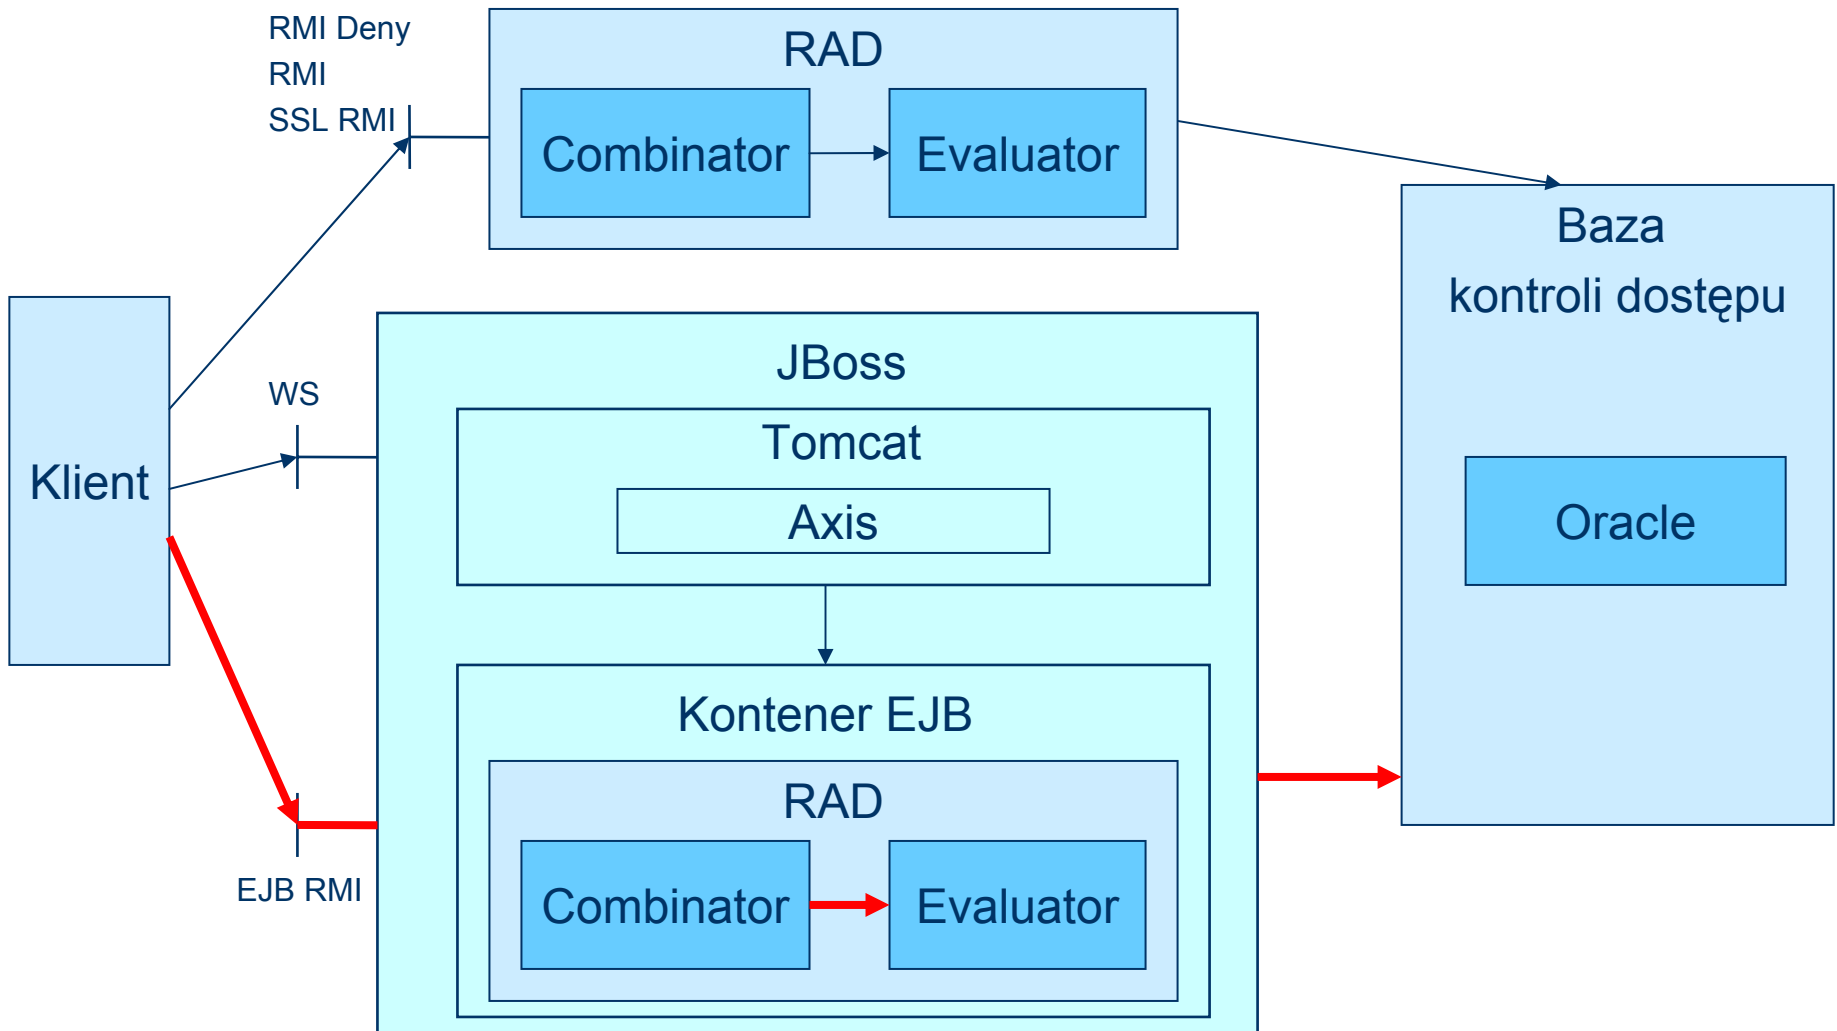 RMI Deny
RMI
SSL RMI
RAD
Combinator
Evaluator
Baza
kontroli dostępu
Oracle
Klient
WS
JBoss
Tomcat
Axis
Kontener EJB
RAD
Combinator
Evaluator
EJB RMI